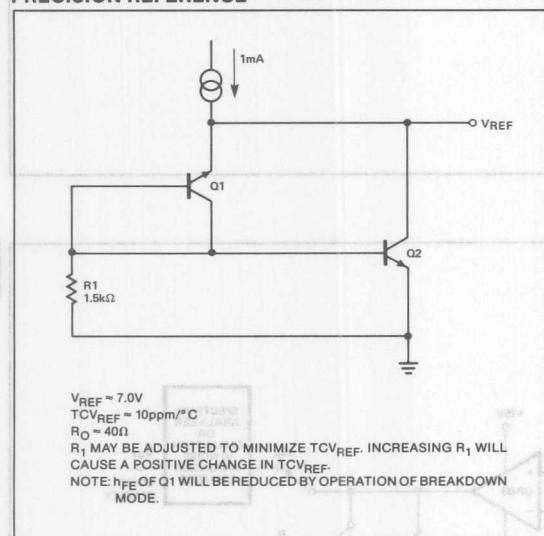 PRECISION REFERENCE
1mA
VREF
Q1
Q2
R1
1.5kΩ
VREF ≈ 7.0V
TCVREF ≈ 10ppm/°C
RO ≈ 40Ω
R1 MAY BE ADJUSTED TO MINIMIZE TCVREF. INCREASING R1 WILL
CAUSE A POSITIVE CHANGE IN TCVREF.
NOTE: hFE OF Q1 WILL BE REDUCED BY OPERATION OF BREAKDOWN
MODE.